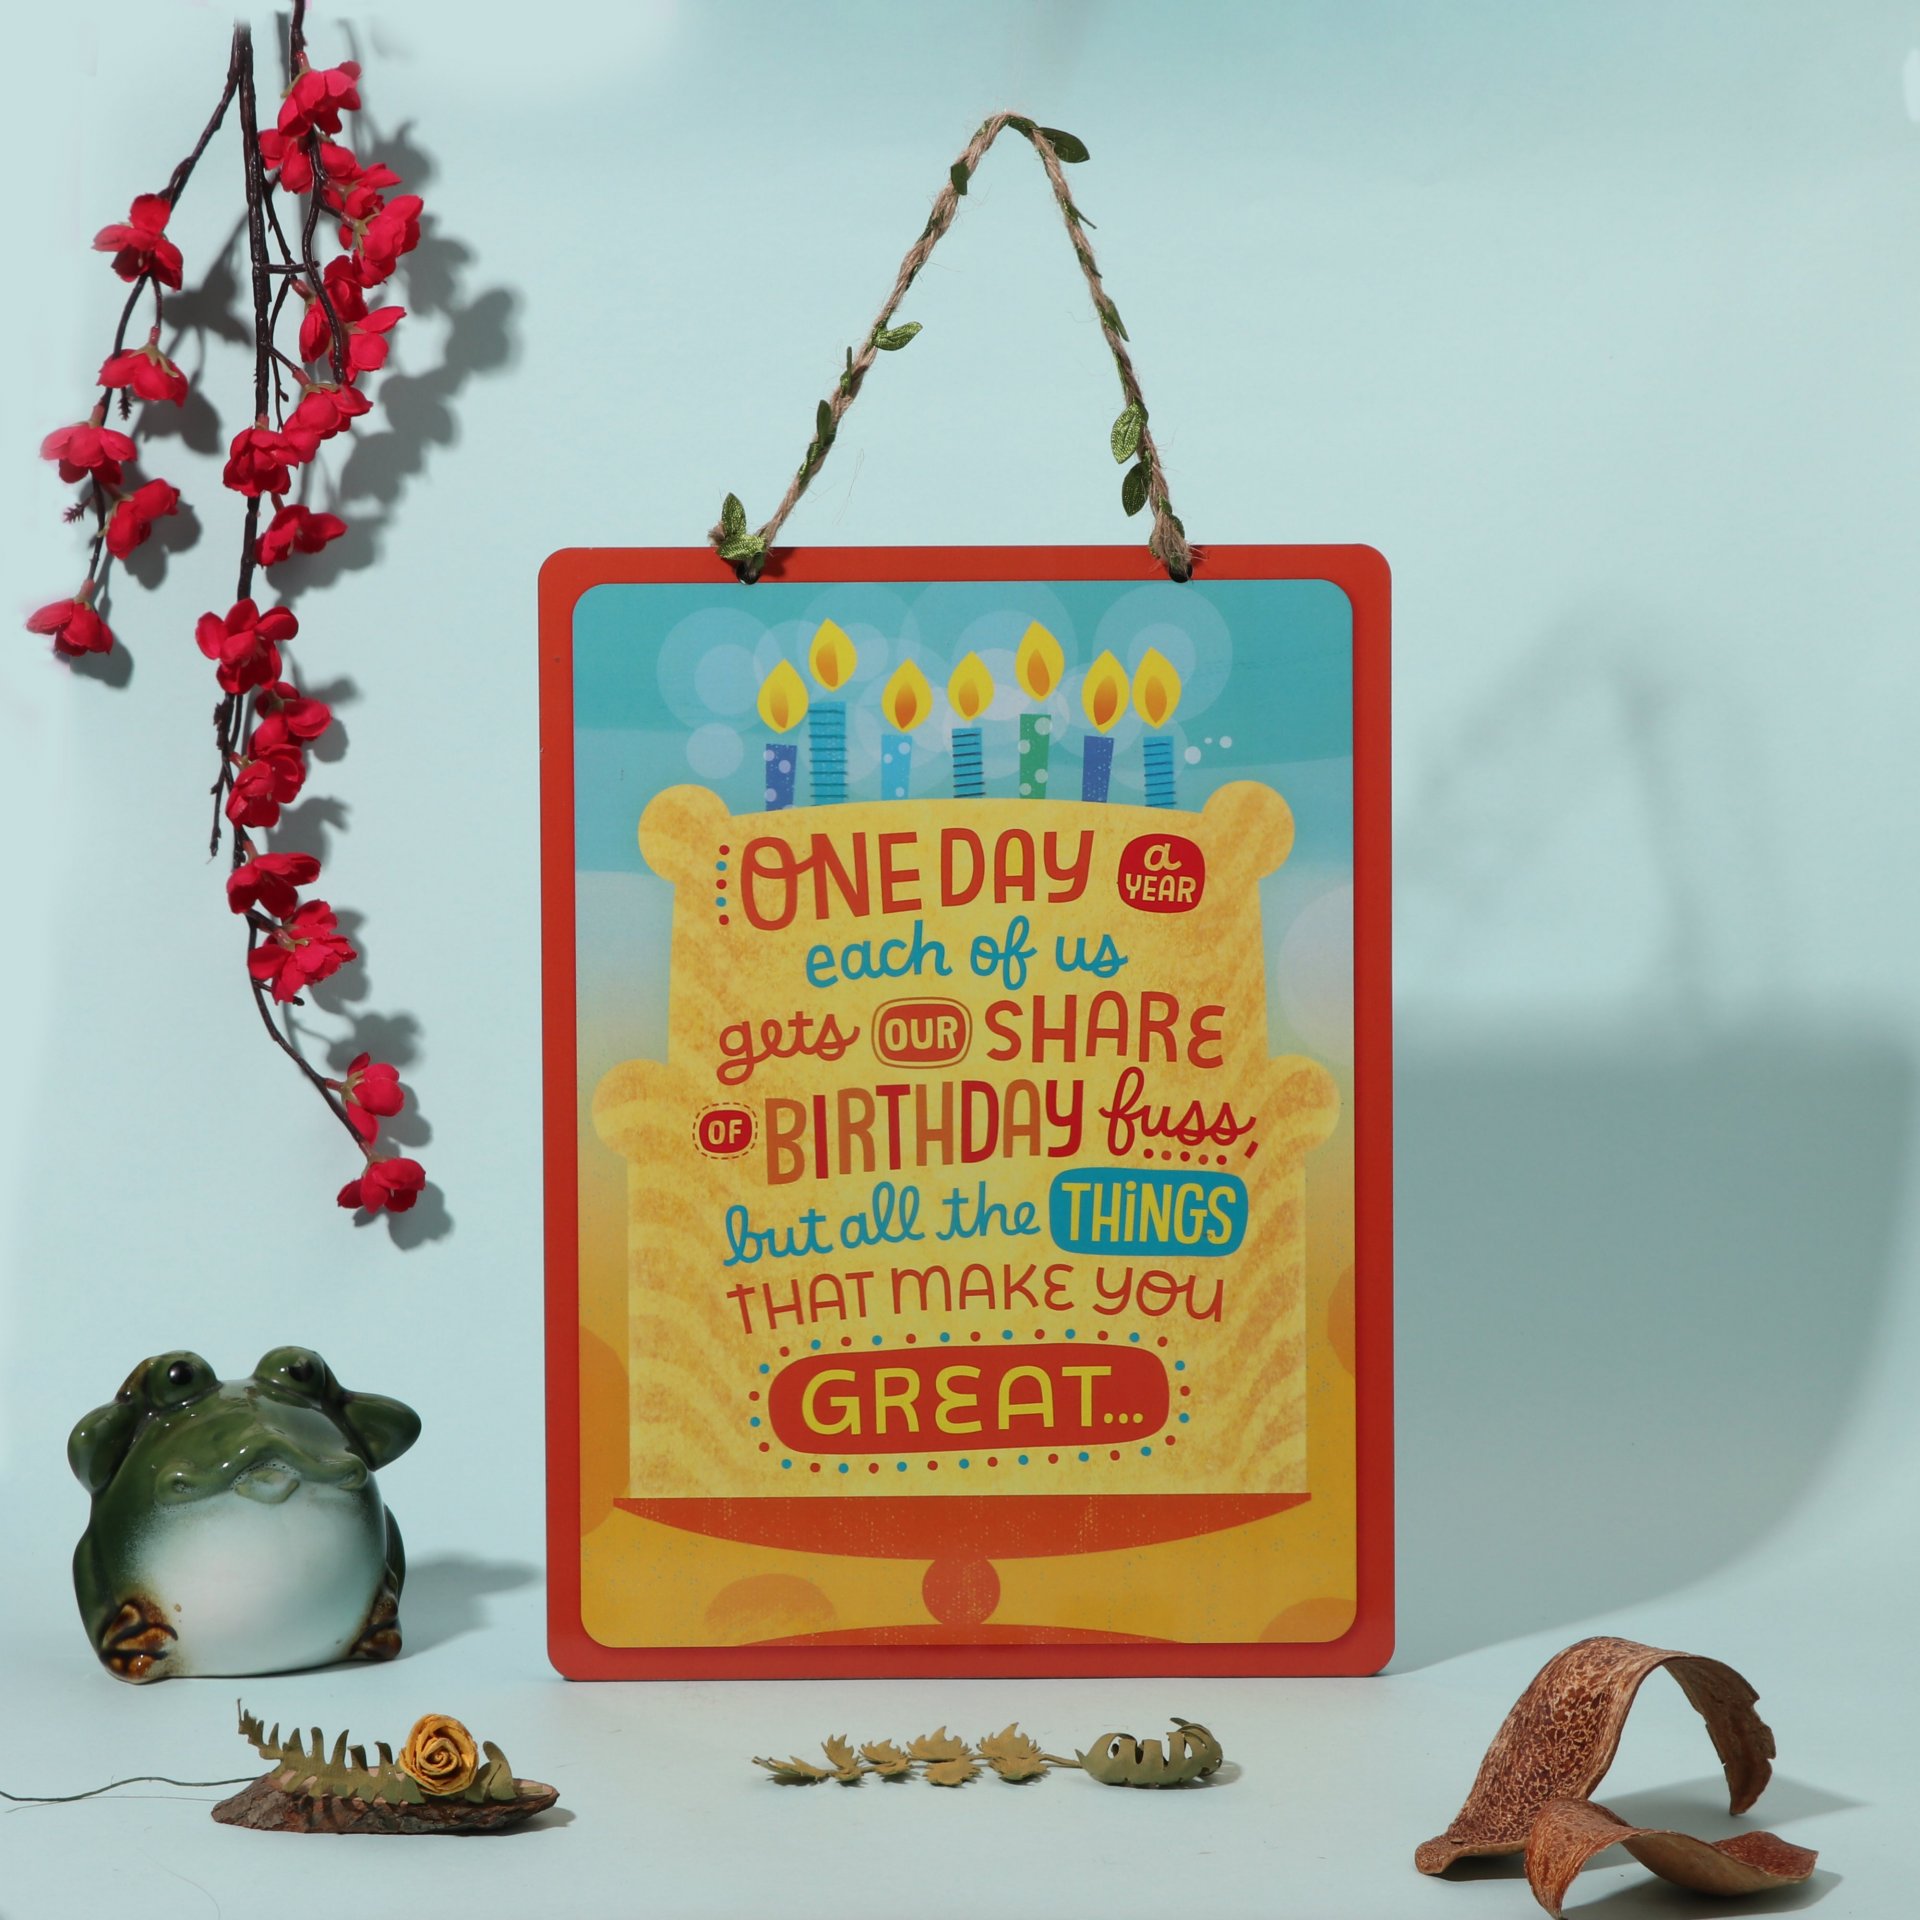 ONE DAY a YEAR
each of us
gets OUR SHARE
OF BIRTHDAY fuss,
but all the THiNGS
tHAT MAKE YOU
GREAT...